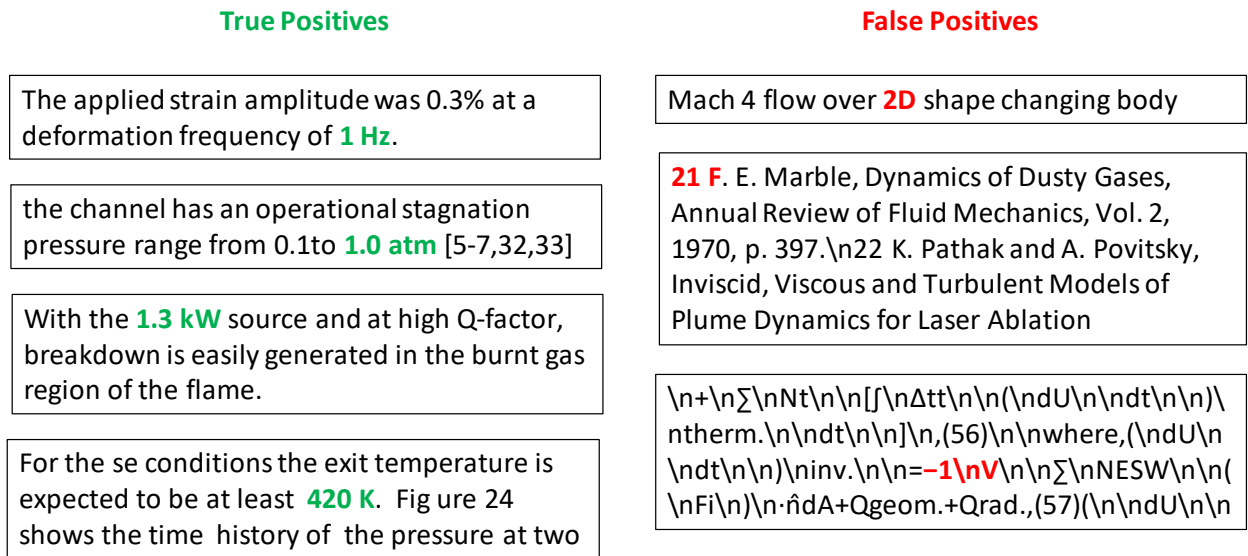 True Positives
The applied strain amplitude was 0.3% at a
deformation frequency of 1 Hz.
the channel has an operational stagnation
pressure range from 0.1to 1.0 atm [5-7,32,33]
With the 1.3 kW source and at high Q-factor,
breakdown is easily generated in the burnt gas
region of the flame.
For the se conditions the exit temperature is
expected to be at least 420 K. Fig ure 24
shows the time history of the pressure at two
False Positives
Mach 4 flow over 2D shape changing body
21 F. E. Marble, Dynamics of Dusty Gases,
Annual Review of Fluid Mechanics, Vol. 2,
1970, p. 397.\n22 K. Pathak and A. Povitsky,
Inviscid, Viscous and Turbulent Models of
Plume Dynamics for Laser Ablation
\n+\n∑\nNt\n\n[∫\nΔtt\n\n(\ndU\n\ndt\n\n)\
ntherm.\n\ndt\n\n]\n,(56)\n\nwhere,(\ndU\n
\ndt\n\n)\ninv.\n\n=−1\nV\n\n∑\nNESW\n\n(
\nFi\n)\n·n̂dA+Qgeom.+Qrad.,(57)(\n\ndU\n\n